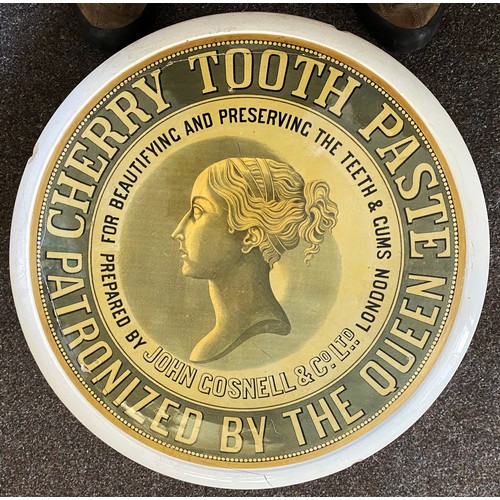 CHERRY TOOTH PASTE
PATRONIZED BY THE QUEEN
FOR BEAUTIFYING AND PRESERVING THE TEETH & GUMS
PREPARED BY JOHN GOSNELL & CO. LTD. LONDON